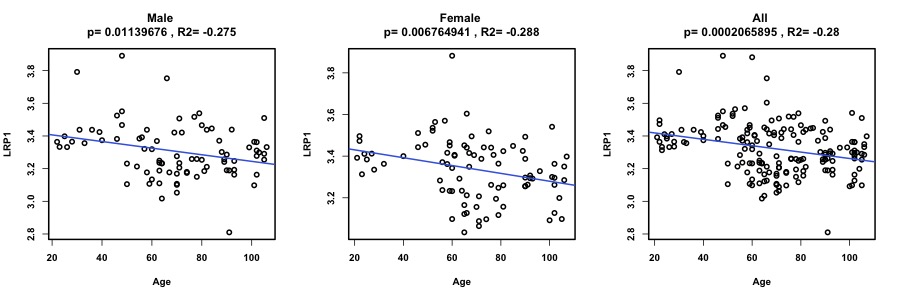 Male
p= 0.01139676 , R2= -0.275
LRP1
3.8
3.6
3.4
3.2
3.0
2.8
20 40 60 80 100
Age
Female
p= 0.006764941 , R2= -0.288
LRP1
3.8
3.6
3.4
3.2
20 40 60 80 100
Age
All
p= 0.0002065895 , R2= -0.28
LRP1
3.8
3.6
3.4
3.2
3.0
2.8
20 40 60 80 100
Age